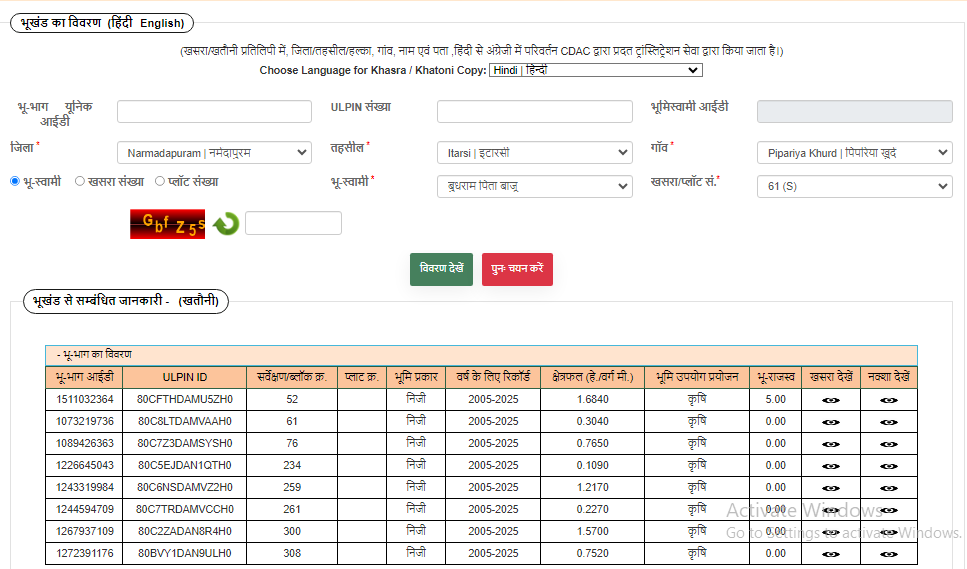 भूखंड का विवरण (हिंदी English)
(खसरा/खतौनी प्रतिलिपी में, जिला/तहसील/हल्का, गांव, नाम एवं पता ,हिंदी से अंग्रेजी में परिवर्तन CDAC द्वारा प्रदत ट्रांस्लिट्रेशन सेवा द्वारा किया जाता है।)
Choose Language for Khasra / Khatoni Copy: Hindi | हिन्दी
भू-भाग यूनिक आईडी ULPIN संख्या भूमिस्वामी आईडी
जिला * Narmadapuram | नर्मदापुरम तहसील * Itarsi | इटारसी गाँव * Pipariya Khurd | पिपरिया खुर्द
भू-स्वामी खसरा संख्या प्लॉट संख्या भू-स्वामी * बुधराम पिता बाजू खसरा/प्लॉट सं.* 61 (S)
GbfZ5s
विवरण देखें पुनः चयन करें
भूखंड से सम्बंधित जानकारी - (खतौनी)
- भू-भाग का विवरण
भू-भाग आईडी ULPIN ID सर्वेक्षण/ब्लॉक क्र. प्लाट क्र. भूमि प्रकार वर्ष के लिए रिकॉर्ड क्षेत्रफल (हे./वर्ग मी.) भूमि उपयोग प्रयोजन भू-राजस्व खसरा देखें नक्शा देखें
1511032364 80CFTHDAMU5ZH0 52 निजी 2005-2025 1.6840 कृषि 5.00
1073219736 80C8LTDAMVAAH0 61 निजी 2005-2025 0.3040 कृषि 0.00
1089426363 80C7Z3DAMSYSH0 76 निजी 2005-2025 0.7650 कृषि 0.00
1226645043 80C5EJDAN1QTH0 234 निजी 2005-2025 0.1090 कृषि 0.00
1243319984 80C6NSDAMVZ2H0 259 निजी 2005-2025 1.2170 कृषि 0.00
1244594709 80C7TRDAMVCCH0 261 निजी 2005-2025 0.2270 कृषि 0.00
1267937109 80C2ZADAN8R4H0 300 निजी 2005-2025 1.5700 कृषि 0.00
1272391176 80BVY1DAN9ULH0 308 निजी 2005-2025 0.7520 कृषि 0.00
Activate Windows
Go to Settings to activate Windows.